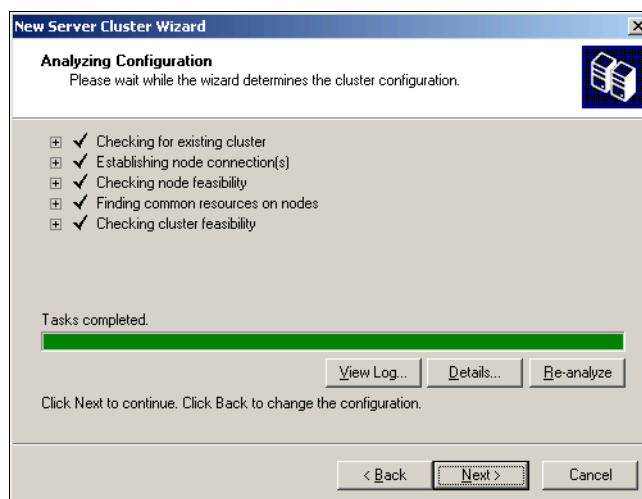 New Server Cluster Wizard
Analyzing Configuration
Please wait while the wizard determines the cluster configuration.
Checking for existing cluster
Establishing node connection(s)
Checking node feasibility
Finding common resources on nodes
Checking cluster feasibility
Tasks completed.
View Log... Details... Re-analyze
Click Next to continue. Click Back to change the configuration.
< Back Next > Cancel